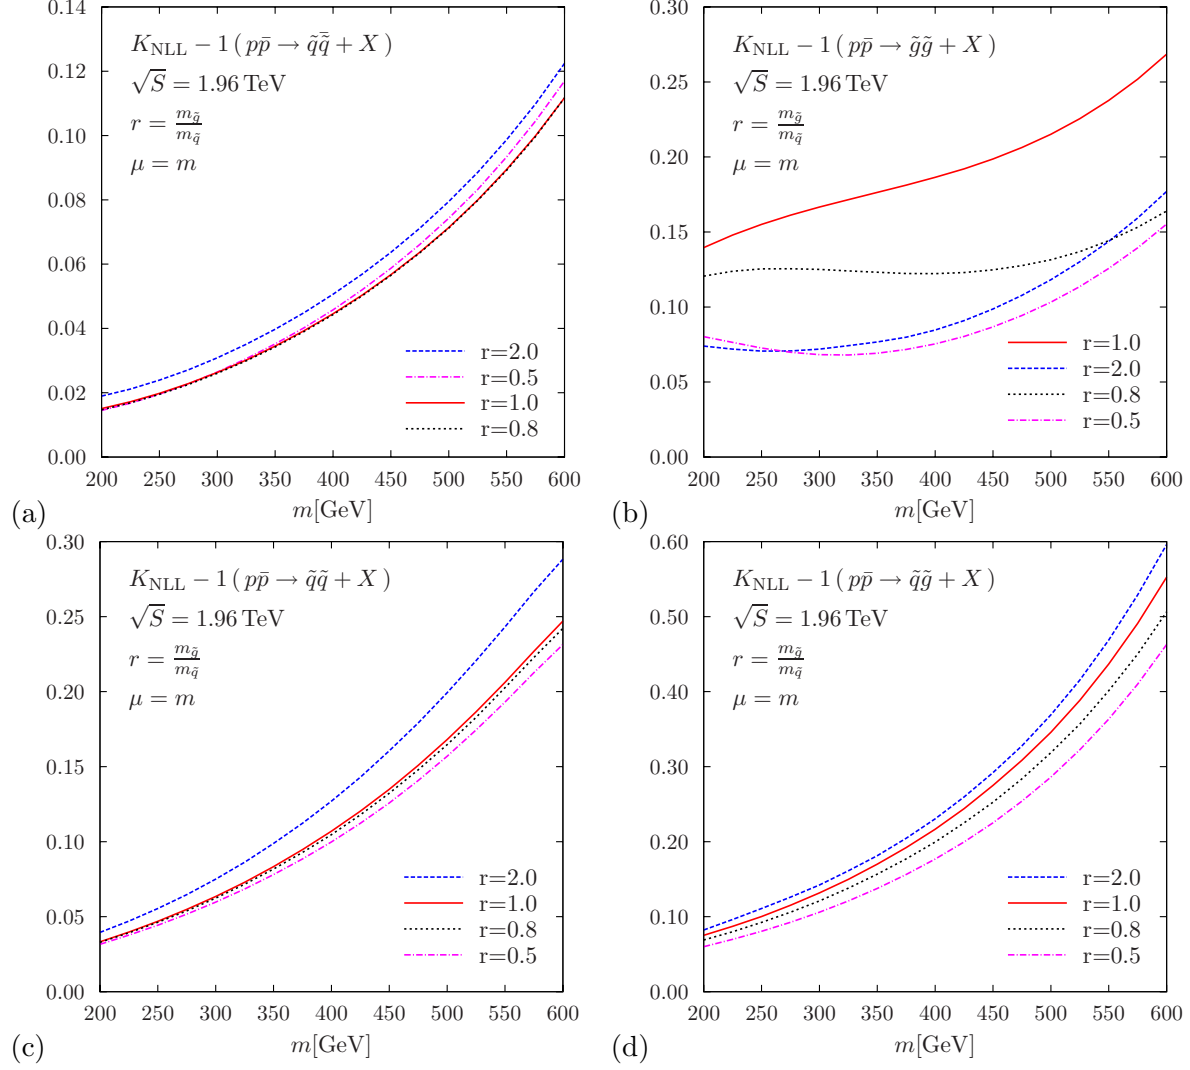 K_NLL − 1 ( pp̄ → q̃q̃̄ + X )
√S = 1.96 TeV
r = m_g̃ / m_q̃
μ = m
0.14
0.12
0.10
0.08
0.06
0.04
0.02
0.00
r=2.0
r=0.5
r=1.0
r=0.8
200 250 300 350 400 450 500 550 600
m[GeV]
(a)
K_NLL − 1 ( pp̄ → g̃g̃ + X )
√S = 1.96 TeV
r = m_g̃ / m_q̃
μ = m
0.30
0.25
0.20
0.15
0.10
0.05
0.00
r=1.0
r=2.0
r=0.8
r=0.5
200 250 300 350 400 450 500 550 600
m[GeV]
(b)
K_NLL − 1 ( pp̄ → q̃q̃ + X )
√S = 1.96 TeV
r = m_g̃ / m_q̃
μ = m
0.30
0.25
0.20
0.15
0.10
0.05
0.00
r=2.0
r=1.0
r=0.8
r=0.5
200 250 300 350 400 450 500 550 600
m[GeV]
(c)
K_NLL − 1 ( pp̄ → q̃g̃ + X )
√S = 1.96 TeV
r = m_g̃ / m_q̃
μ = m
0.60
0.50
0.40
0.30
0.20
0.10
0.00
r=2.0
r=1.0
r=0.8
r=0.5
200 250 300 350 400 450 500 550 600
m[GeV]
(d)